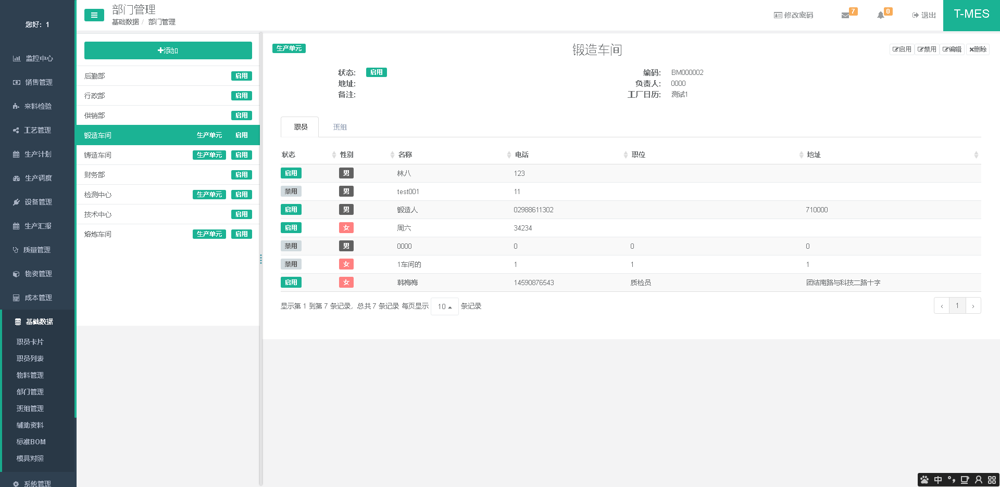 您好：1
监控中心
销售管理
来料检验
工艺管理
生产计划
生产调度
设备管理
生产汇报
质量管理
物资管理
成本管理
基础数据
职员卡片
职员列表
物料管理
部门管理
班组管理
辅助资料
标准BOM
模具对照
系统管理
部门管理
基础数据 / 部门管理
修改密码
7
0
退出
T-MES
添加
后勤部 启用
行政部 启用
供销部 启用
锻造车间 生产单元 启用
铸造车间 生产单元 启用
财务部 启用
检测中心 生产单元 启用
技术中心 启用
熔炼车间 生产单元 启用
生产单元
锻造车间
启用 禁用 编辑 删除
状态: 启用 编码: BM000002
地址: 负责人: 0000
备注: 工厂日历: 测试1
职员 班组
状态 性别 名称 电话 职位 地址
启用 男 林八 123
禁用 男 test001 11
启用 男 锻造人 02988611302 710000
启用 女 周六 34234
禁用 男 0000 0 0 0
禁用 女 1车间的 1 1 1
启用 女 韩梅梅 14590876543 质检员 团结南路与科技二路十字
显示第 1 到第 7 条记录，总共 7 条记录 每页显示 10 条记录
‹ 1 ›
中 °,